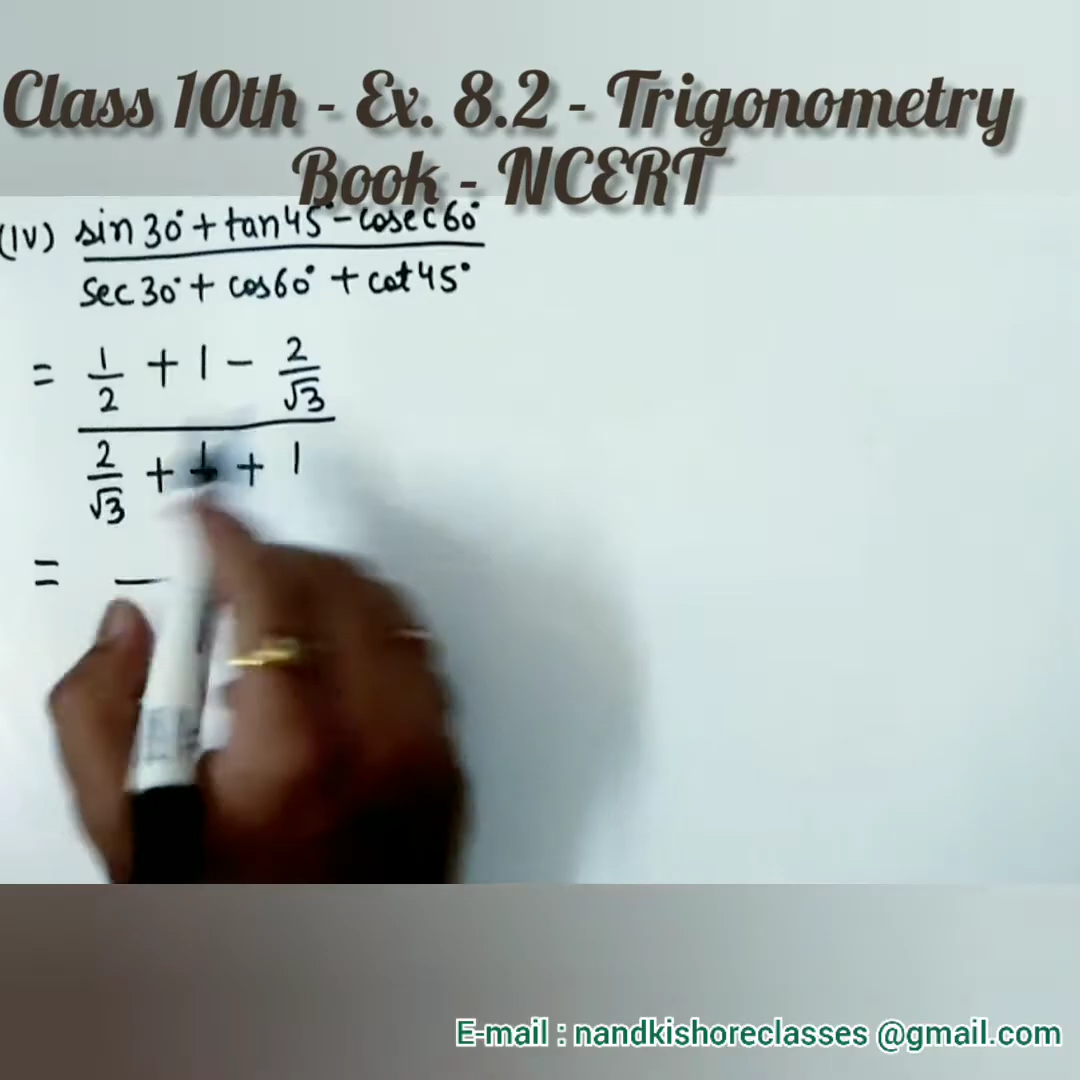 Class 10th - Ex. 8.2 - Trigonometry
Book - NCERT
(IV) sin 30° + tan 45° - cosec 60°
sec 30° + cos 60° + cot 45°
= 1/2 + 1 - 2/√3
2/√3 + + 1
=
E-mail : nandkishoreclasses @gmail.com